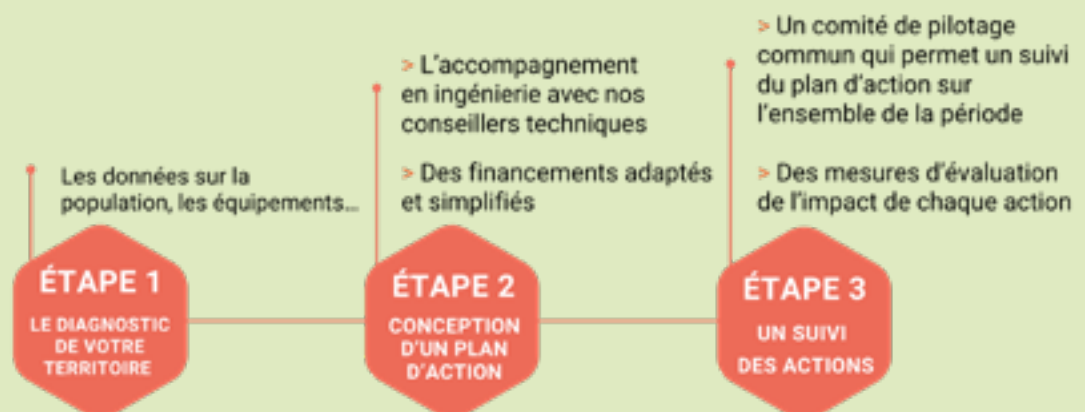 Les données sur la
population, les équipements...
ÉTAPE 1
LE DIAGNOSTIC
DE VOTRE
TERRITOIRE
> L'accompagnement
en ingénierie avec nos
conseillers techniques
> Des financements adaptés
et simplifiés
ÉTAPE 2
CONCEPTION
D'UN PLAN
D'ACTION
> Un comité de pilotage
commun qui permet un suivi
du plan d'action sur
l'ensemble de la période
> Des mesures d'évaluation
de l'impact de chaque action
ÉTAPE 3
UN SUIVI
DES ACTIONS